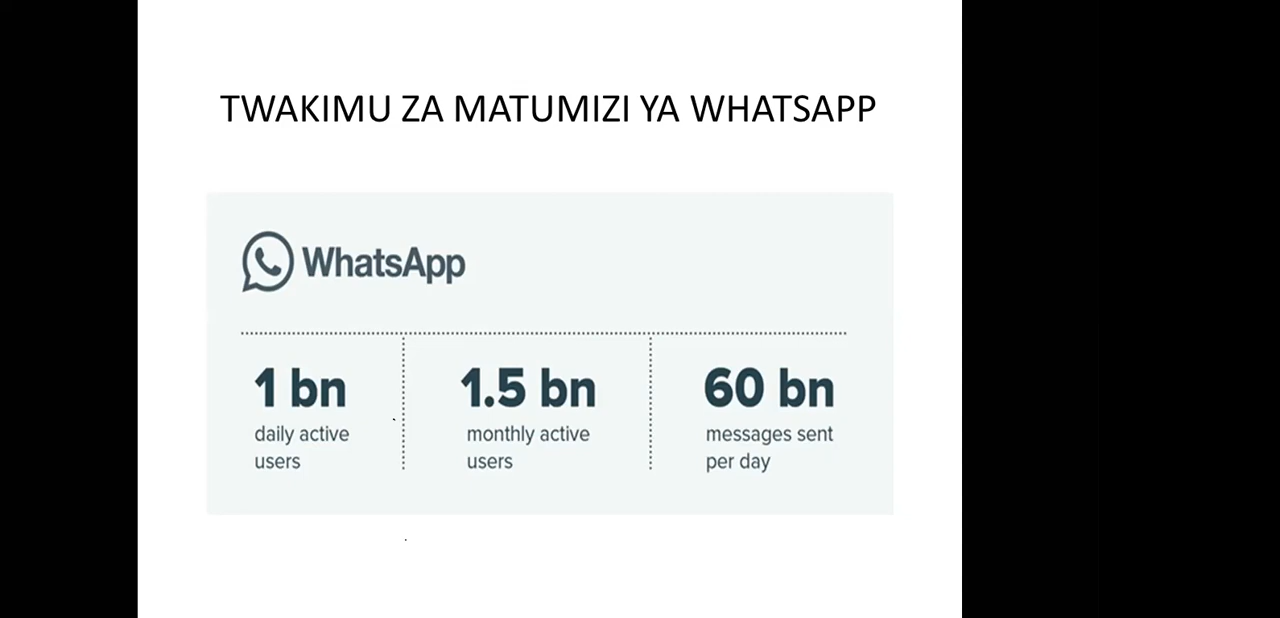 TWAKIMU ZA MATUMIZI YA WHATSAPP
WhatsApp
1 bn
daily active
users
1.5 bn
monthly active
users
60 bn
messages sent
per day